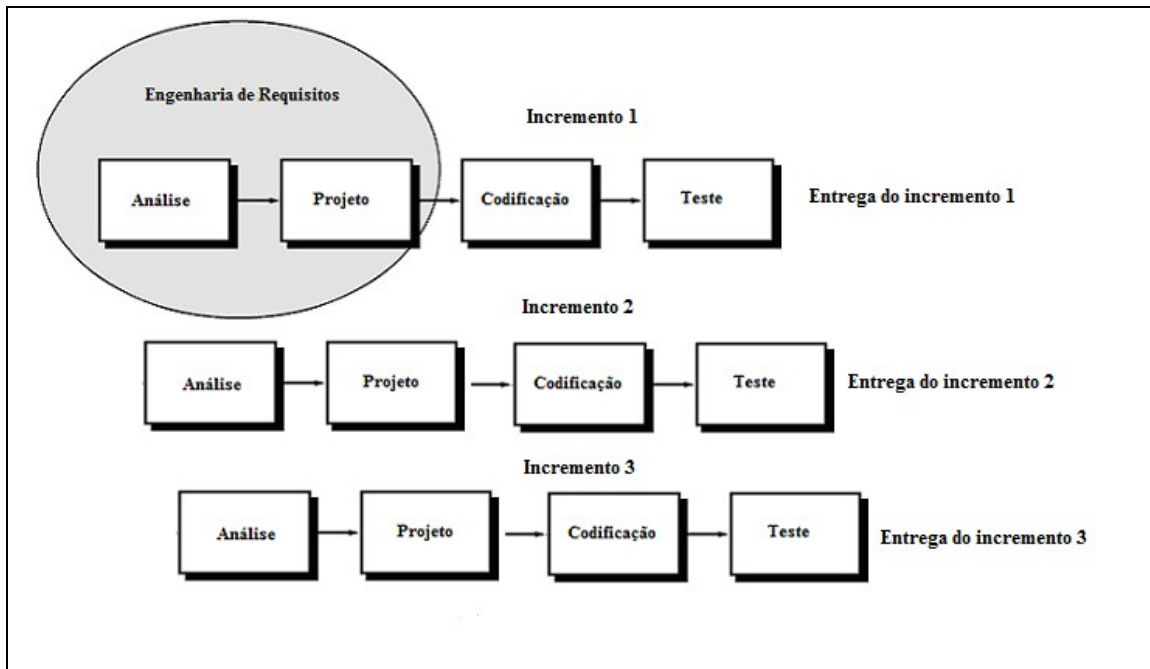 Engenharia de Requisitos
Incremento 1
Análise
Projeto
Codificação
Teste
Entrega do incremento 1
Incremento 2
Análise
Projeto
Codificação
Teste
Entrega do incremento 2
Incremento 3
Análise
Projeto
Codificação
Teste
Entrega do incremento 3